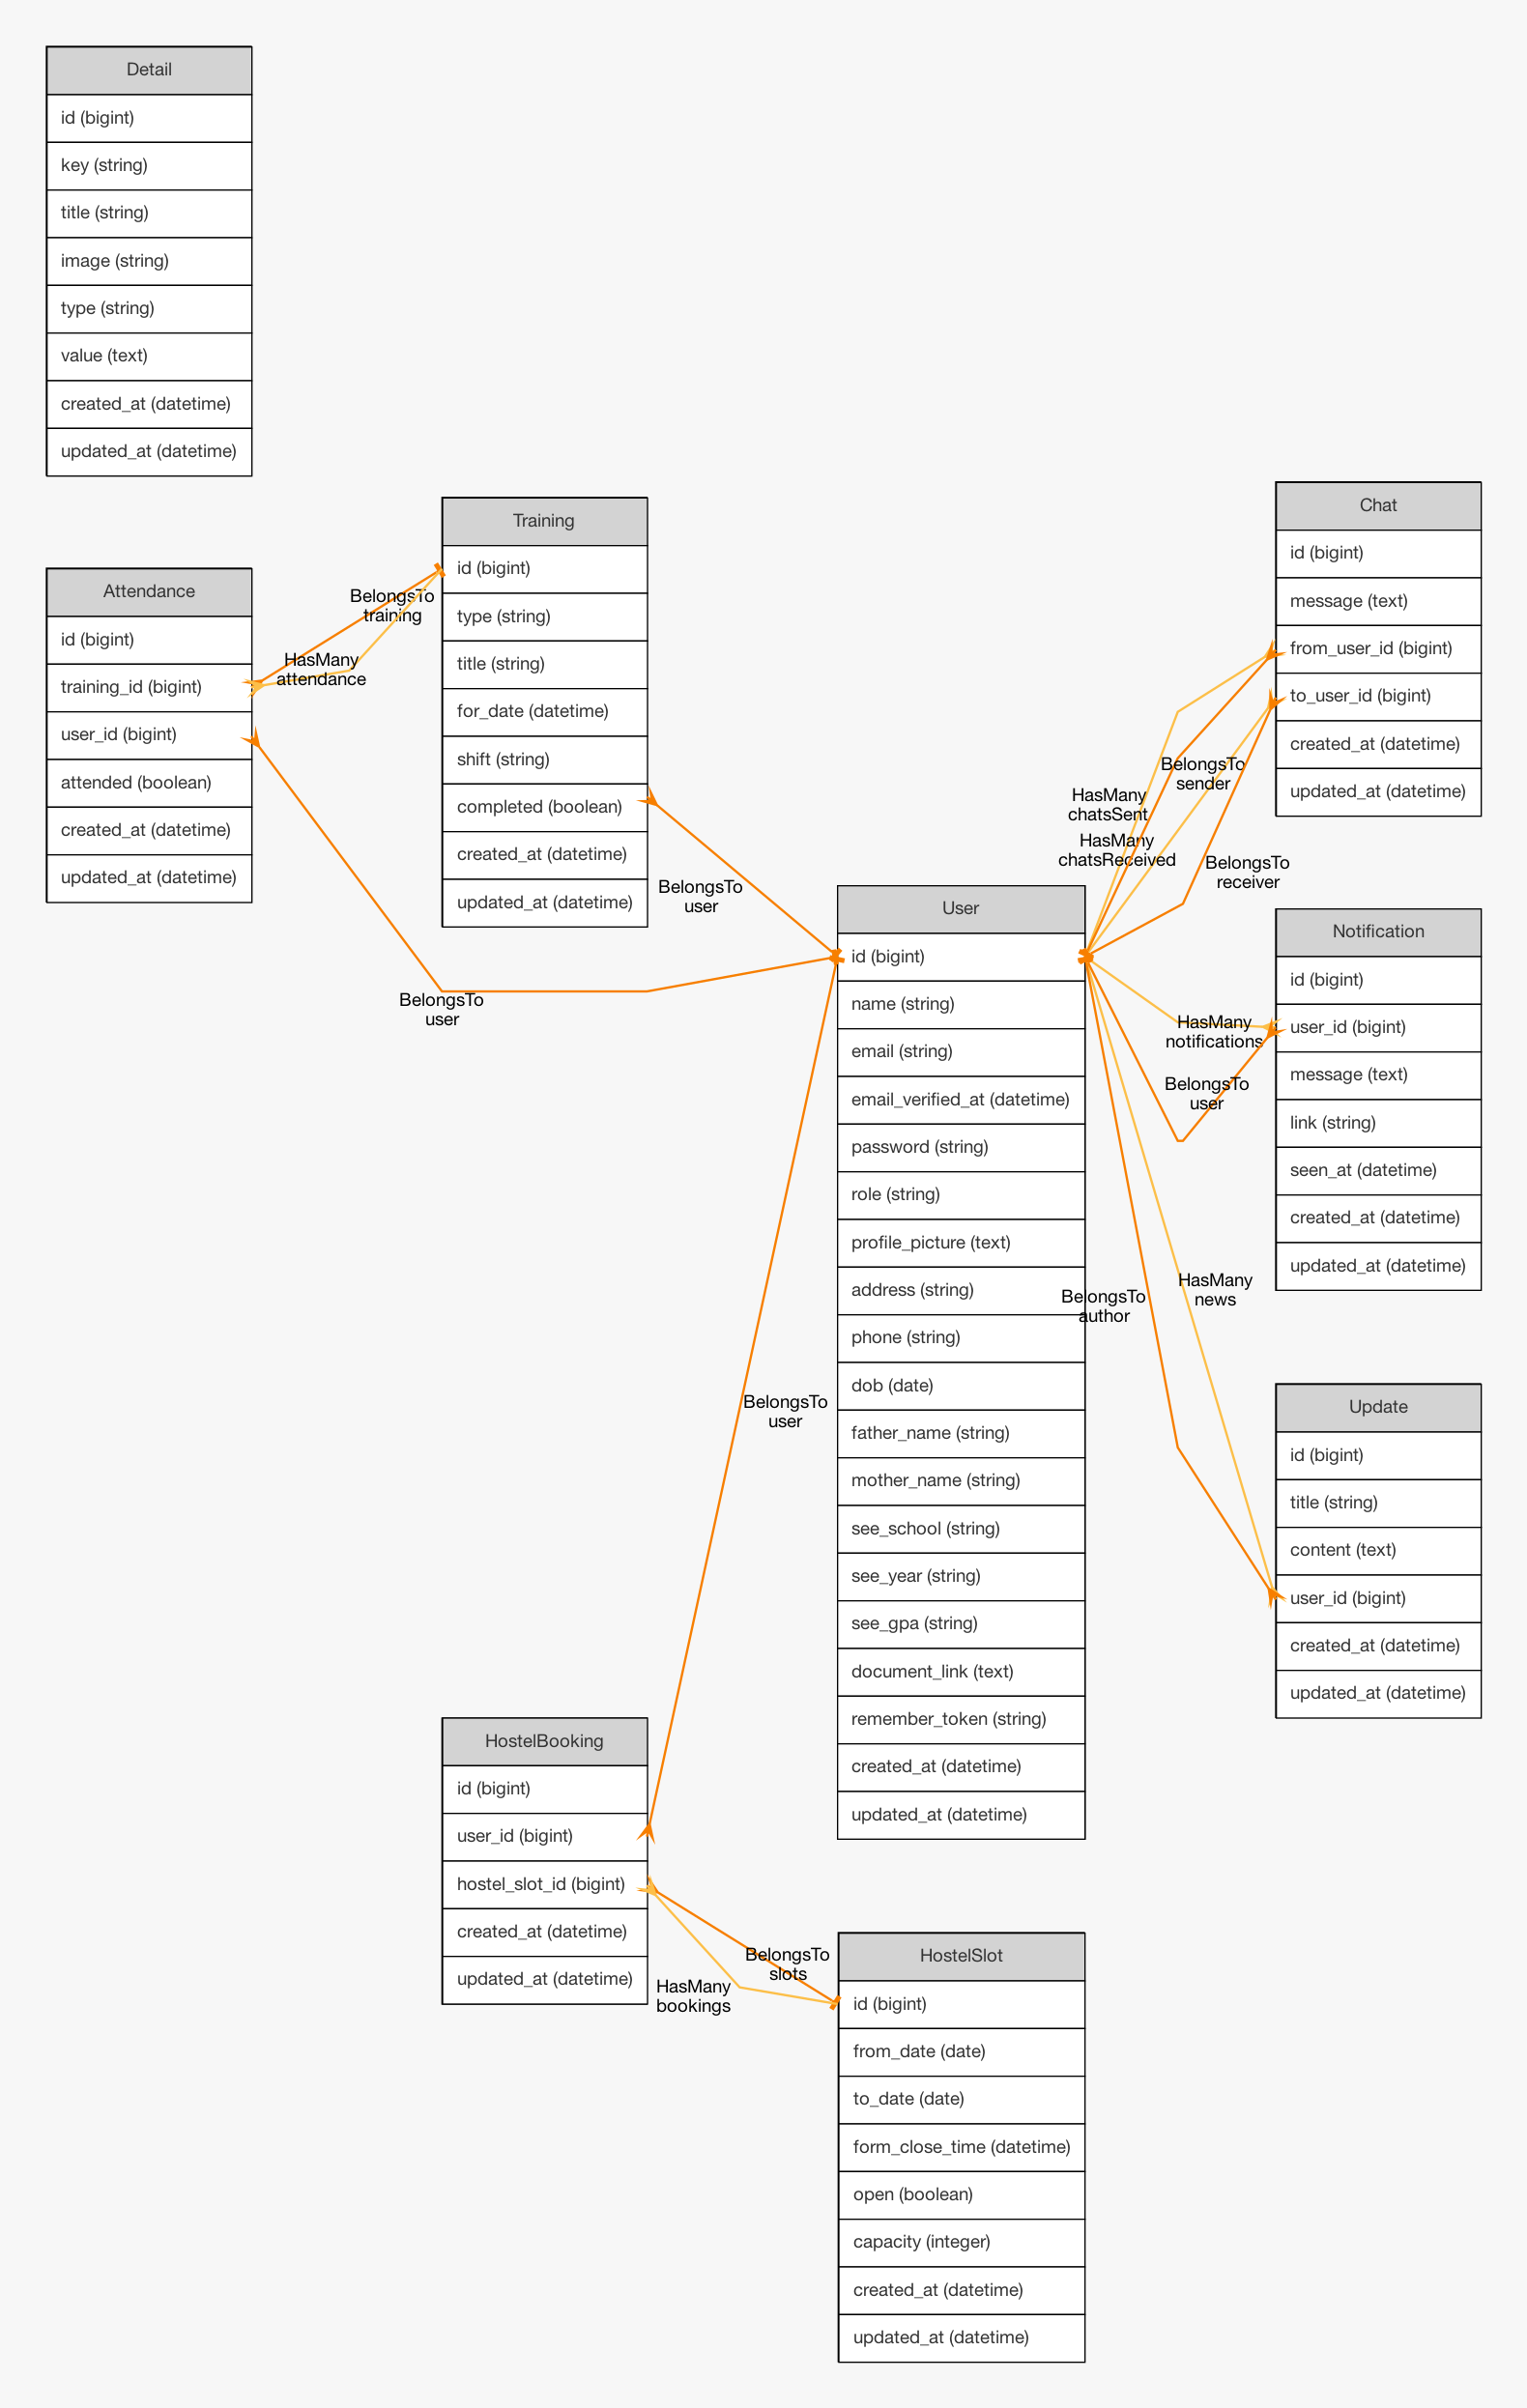 Detail
id (bigint)
key (string)
title (string)
image (string)
type (string)
value (text)
created_at (datetime)
updated_at (datetime)
Attendance
id (bigint)
training_id (bigint)
user_id (bigint)
attended (boolean)
created_at (datetime)
updated_at (datetime)
BelongsTo
training
HasMany
attendance
BelongsTo
user
Training
id (bigint)
type (string)
title (string)
for_date (datetime)
shift (string)
completed (boolean)
created_at (datetime)
updated_at (datetime)
BelongsTo
user
User
id (bigint)
name (string)
email (string)
email_verified_at (datetime)
password (string)
role (string)
profile_picture (text)
address (string)
phone (string)
dob (date)
father_name (string)
mother_name (string)
see_school (string)
see_year (string)
see_gpa (string)
document_link (text)
remember_token (string)
created_at (datetime)
updated_at (datetime)
HasMany
chatsSent
HasMany
chatsReceived
BelongsTo
sender
BelongsTo
receiver
Chat
id (bigint)
message (text)
from_user_id (bigint)
to_user_id (bigint)
created_at (datetime)
updated_at (datetime)
HasMany
notifications
BelongsTo
user
Notification
id (bigint)
user_id (bigint)
message (text)
link (string)
seen_at (datetime)
created_at (datetime)
updated_at (datetime)
BelongsTo
author
HasMany
news
Update
id (bigint)
title (string)
content (text)
user_id (bigint)
created_at (datetime)
updated_at (datetime)
BelongsTo
user
HostelBooking
id (bigint)
user_id (bigint)
hostel_slot_id (bigint)
created_at (datetime)
updated_at (datetime)
BelongsTo
slots
HasMany
bookings
HostelSlot
id (bigint)
from_date (date)
to_date (date)
form_close_time (datetime)
open (boolean)
capacity (integer)
created_at (datetime)
updated_at (datetime)